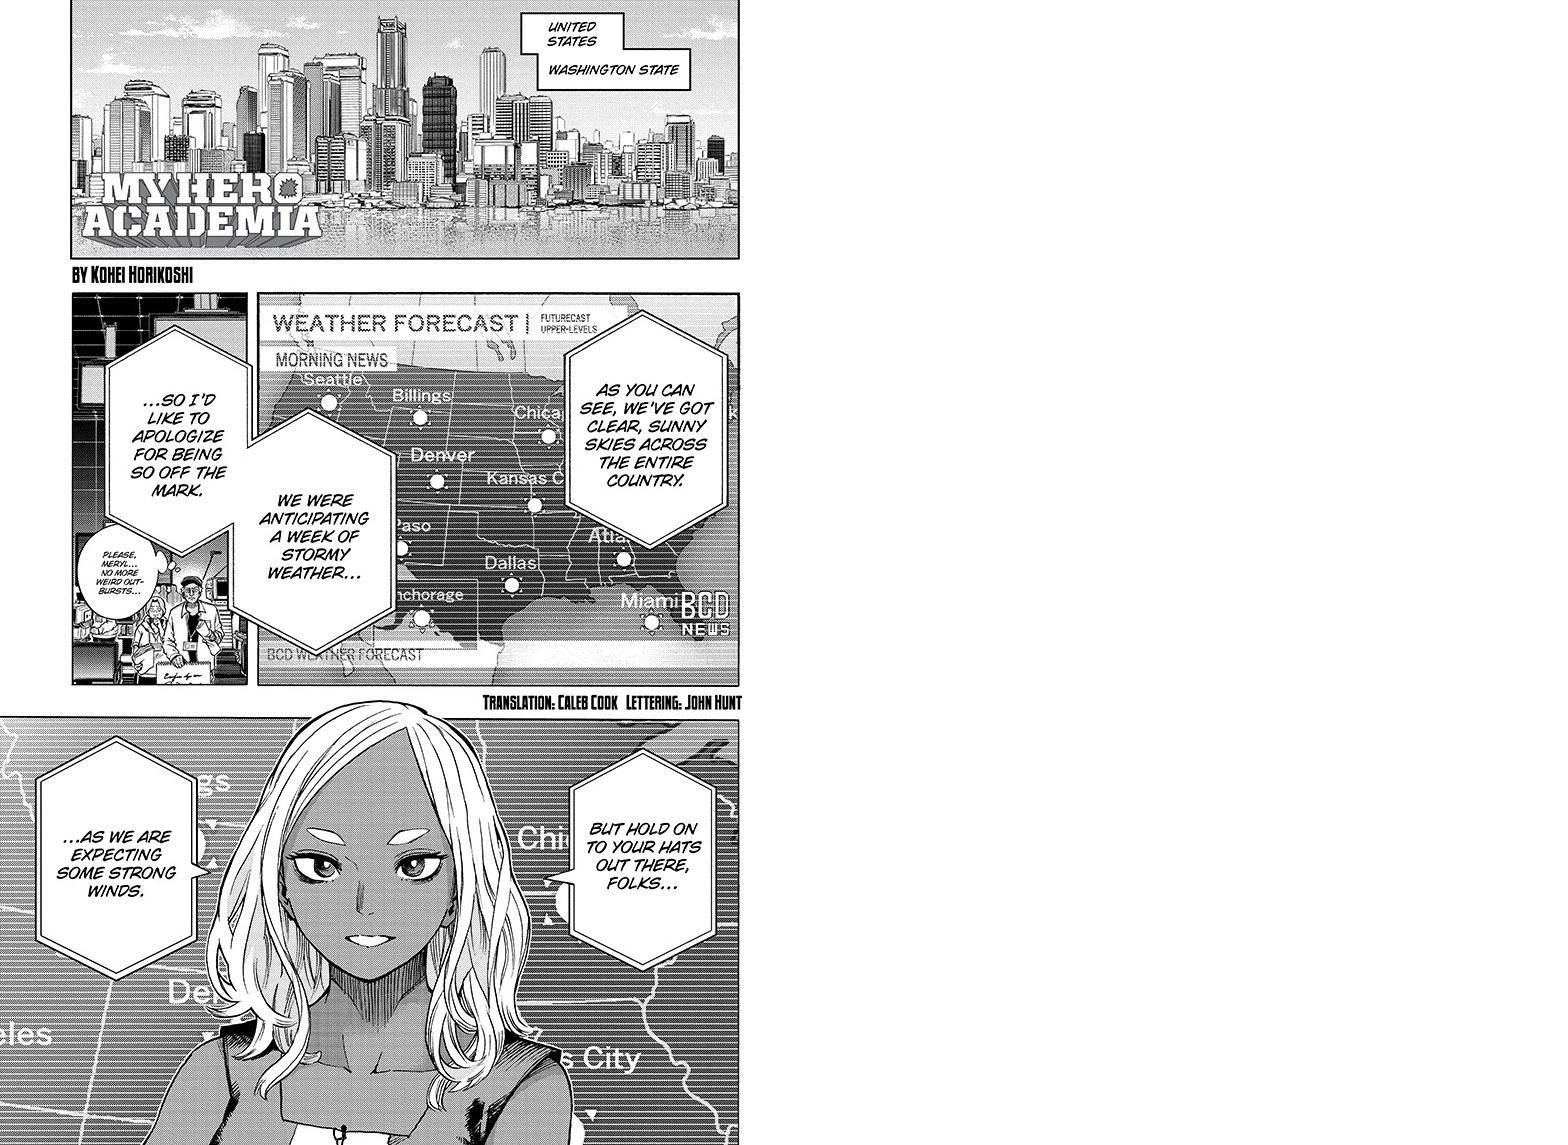 UNITED
STATES
WASHINGTON STATE
MY HERO
ACADEMIA
BY KOHEI HORIKOSHI
WEATHER FORECAST |
FUTURECAST
UPPER-LEVELS
MORNING NEWS
Seattle
Billings
Denver
Dallas
Miami
BCD
NEWS
BCD WEATHER FORECAST
AS YOU CAN
SEE, WE'VE GOT
CLEAR, SUNNY
SKIES ACROSS
THE ENTIRE
COUNTRY.
WE WERE
ANTICIPATING
A WEEK OF
STORMY
WEATHER...
...SO I'D
LIKE TO
APOLOGIZE
FOR BEING
SO OFF THE
MARK.
PLEASE,
MERYL...
NO MORE
WEIRD OUT-
BURSTS...
TRANSLATION: CALEB COOK LETTERING: JOHN HUNT
BUT HOLD ON
TO YOUR HATS
OUT THERE,
FOLKS...
...AS WE ARE
EXPECTING
SOME STRONG
WINDS.
City